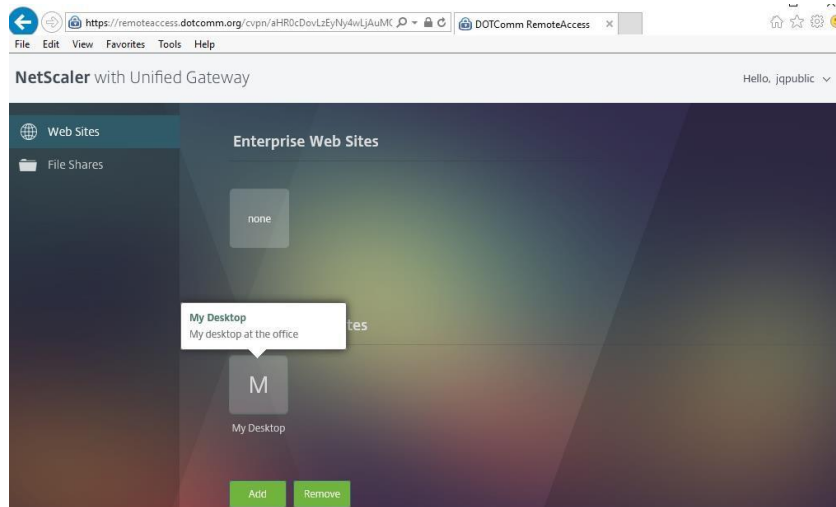 https://remoteaccess.dotcomm.org/cvpn/aHR0cDovLzEyNy4wLjAuMC
DOTComm RemoteAccess
File Edit View Favorites Tools Help
NetScaler with Unified Gateway
Hello, jqpublic
Web Sites
File Shares
Enterprise Web Sites
none
My Desktop
My desktop at the office
tes
M
My Desktop
Add Remove